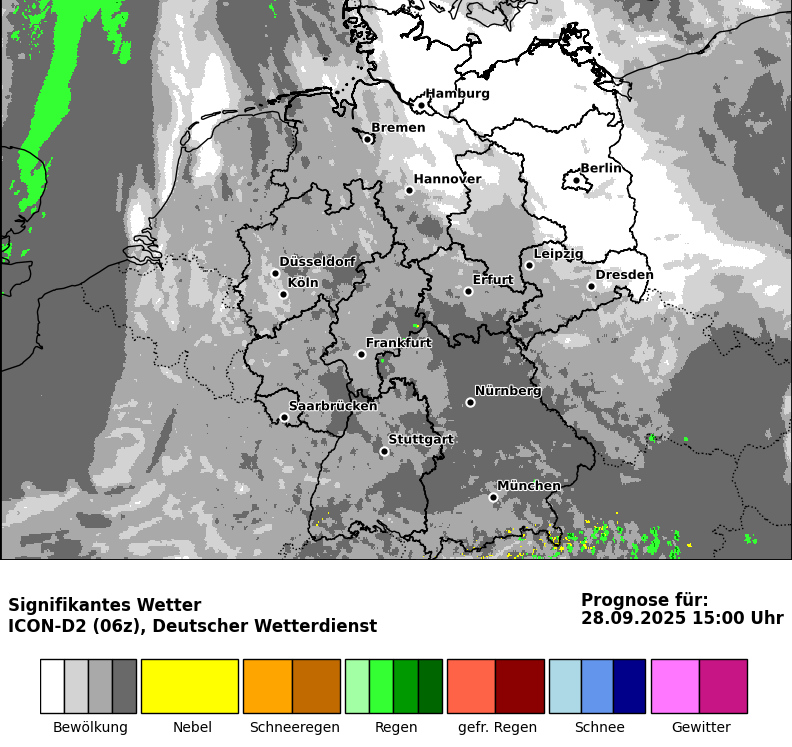 Hamburg
Bremen
Hannover
Berlin
Düsseldorf
Köln
Leipzig
Erfurt
Dresden
Frankfurt
Nürnberg
Saarbrücken
Stuttgart
München
Signifikantes Wetter
ICON-D2 (06z), Deutscher Wetterdienst
Prognose für:
28.09.2025 15:00 Uhr
Bewölkung
Nebel
Schneeregen
Regen
gefr. Regen
Schnee
Gewitter